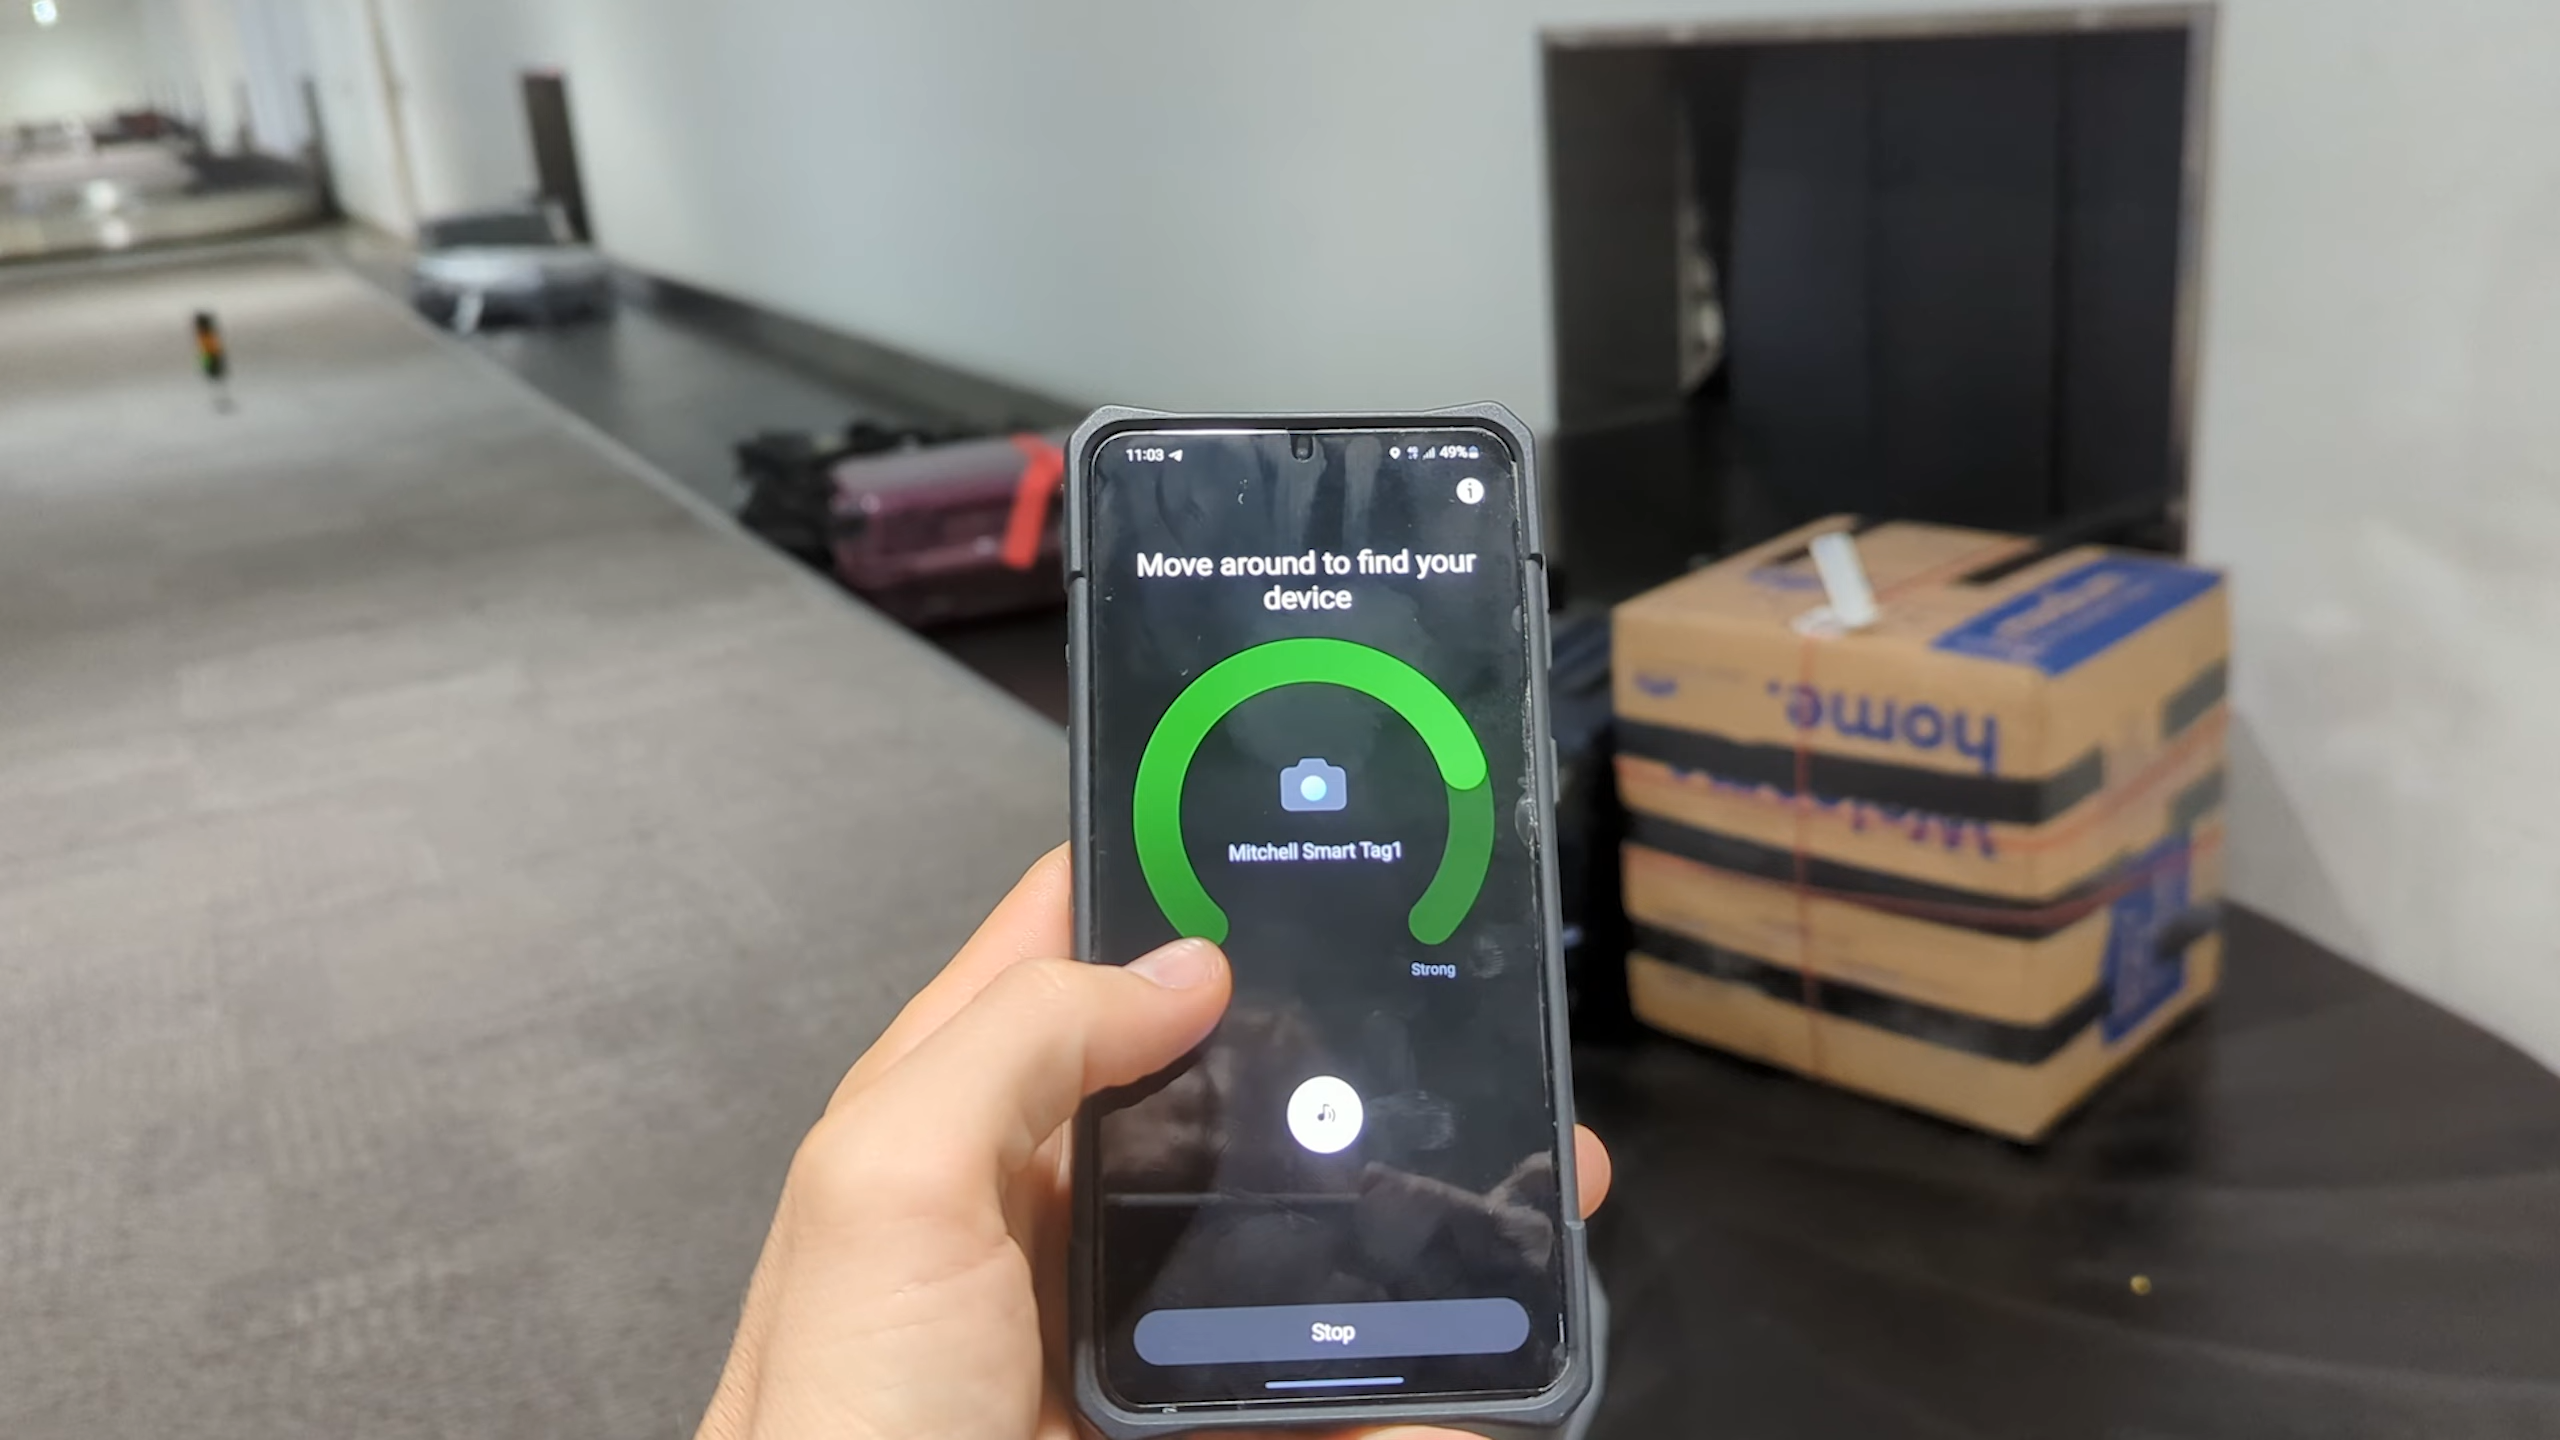 11:03
49%
Move around to find your
device
Mitchell Smart Tag1
Strong
Stop
home.